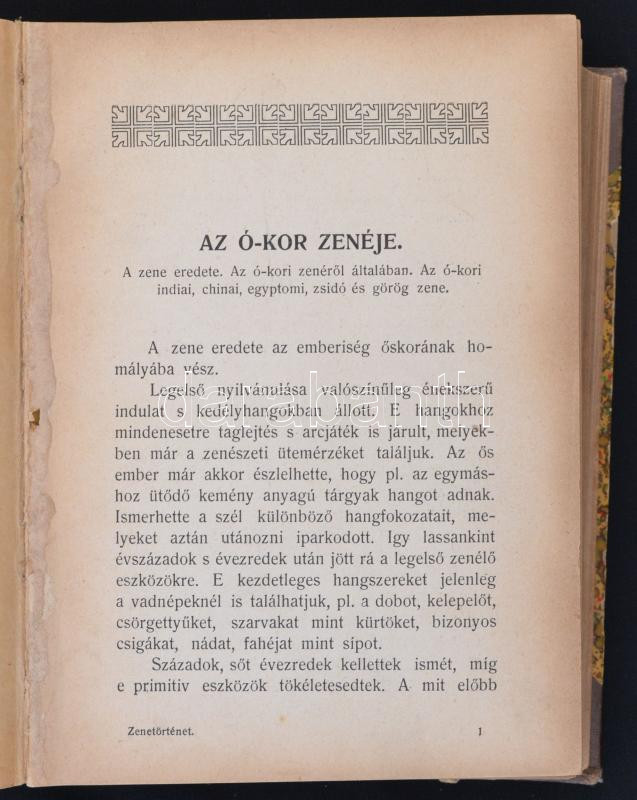 AZ Ó-KOR ZENÉJE.
A zene eredete. Az ó-kori zenéről általában. Az ó-kori
indiai, chinai, egyptomi, zsidó és görög zene.
A zene eredete az emberiség őskorának ho-
mályába vész.
Legelső nyilvánulása valószínűleg énekszerű
indulat s kedélyhangokban állott. E hangokhoz
mindenesetre taglejtés s arcjáték is járult, melyek-
ben már a zenészeti ütemérzéket találjuk. Az ős
ember már akkor észlelhette, hogy pl. az egymás-
hoz ütődő kemény anyagú tárgyak hangot adnak.
Ismerhette a szél különböző hangfokozatait, me-
lyeket aztán utánozni iparkodott. Igy lassankint
évszázadok s évezredek után jött rá a legelső zenélő
eszközökre. E kezdetleges hangszereket jelenleg
a vadnépeknél is találhatjuk, pl. a dobot, kelepelőt,
csörgettyűket, szarvakat mint kürtöket, bizonyos
csigákat, nádat, fahéjat mint sípot.
Századok, sőt évezredek kellettek ismét, míg
e primitiv eszközök tökéletesedtek. A mit előbb
Zenetörténet. 1
darabanth